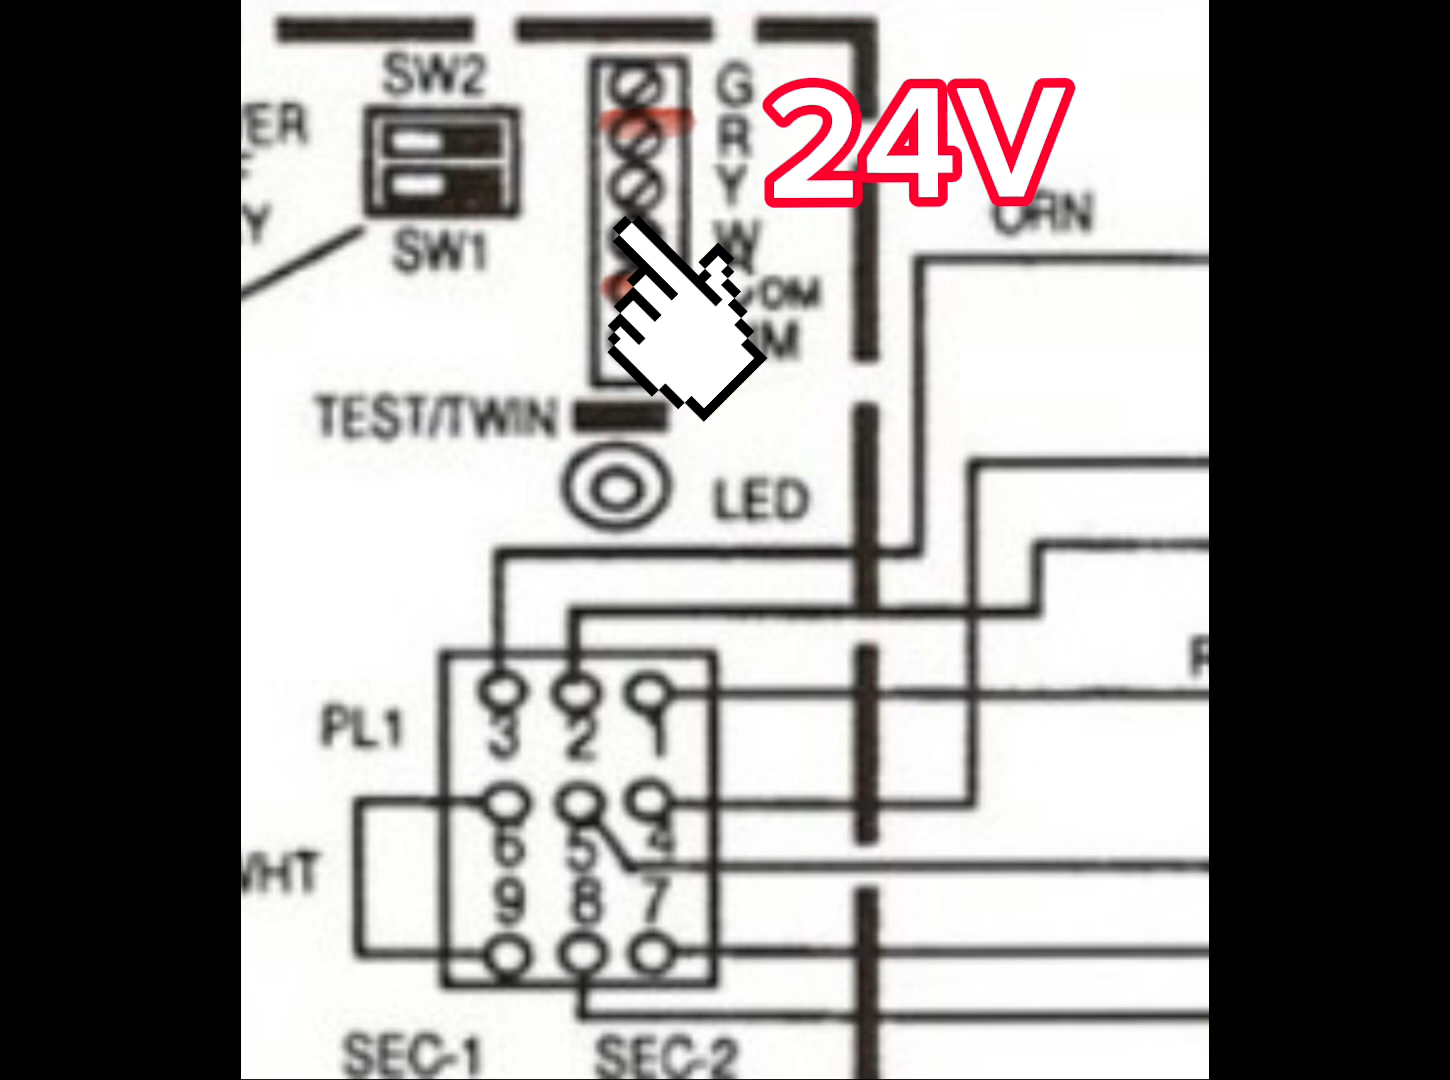 SW2
G
R
Y
W
24V
SW1
ORN
TEST/TWIN
LED
PL1
3 2 1
6 5 4
9 8 7
SEC-1 SEC-2